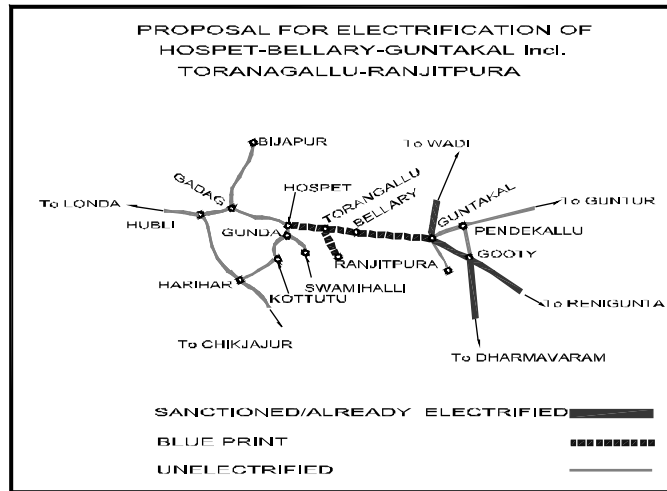 PROPOSAL FOR ELECTRIFICATION OF
HOSPET-BELLARY-GUNTAKAL Incl.
TORANAGALLU-RANJITPURA
BIJAPUR
To WADI
GADAG
HOSPET
TORANGALLU
To LONDA
BELLARY
GUNTAKAL
To GUNTUR
HUBLI
GUNDA
PENDEKALLU
RANJITPURA
GOOTY
HARIHAR
SWAMIHALLI
KOTTUTU
To RENIGUNTA
To CHIKJAJUR
To DHARMAVARAM
SANCTIONED/ALREADY ELECTRIFIED
BLUE PRINT
UNELECTRIFIED